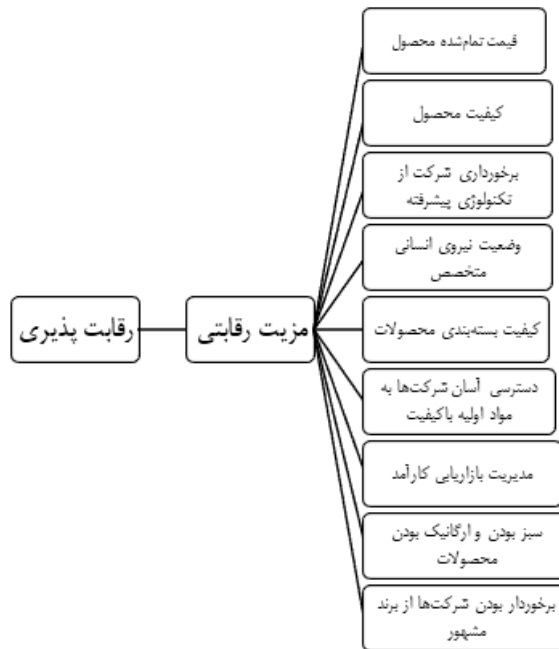 قیمت تمام‌شده محصول
کیفیت محصول
برخورداری شرکت از
تکنولوژی پیشرفته
وضعیت نیروی انسانی
متخصص
رقابت پذیری
مزیت رقابتی
کیفیت بسته‌بندی محصولات
دسترسی آسان شرکت‌ها به
مواد اولیه باکیفیت
مدیریت بازاریابی کارآمد
سبز بودن و ارگانیک بودن
محصولات
برخوردار بودن شرکت‌ها از برند
مشهور